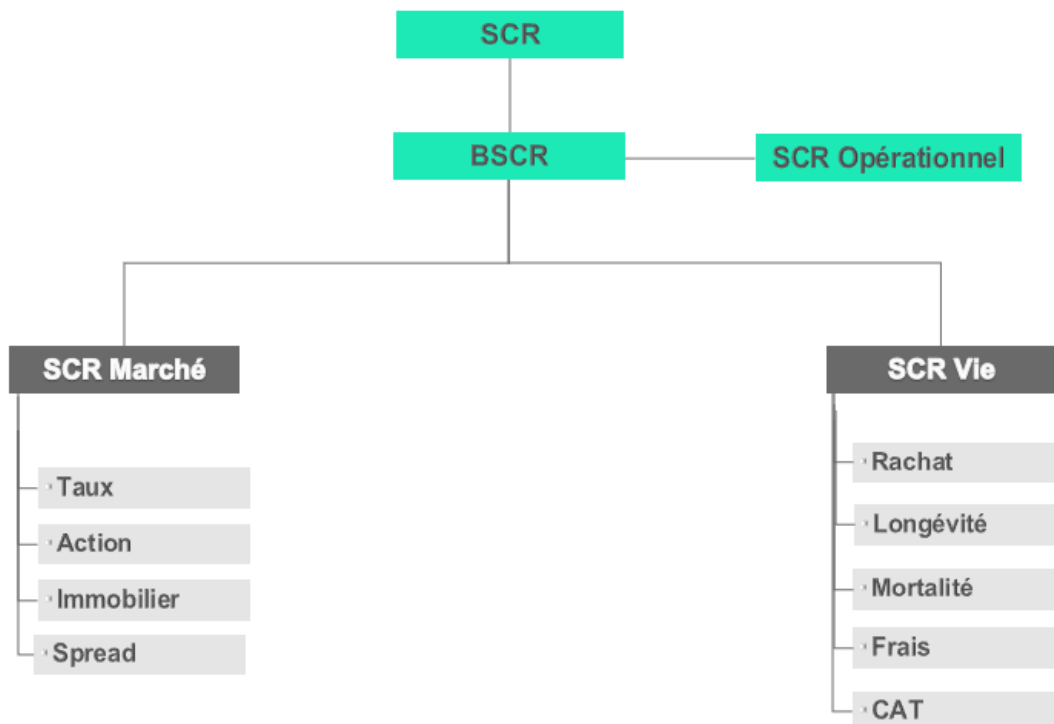 SCR
BSCR
SCR Opérationnel
SCR Marché
Taux
Action
Immobilier
Spread
SCR Vie
Rachat
Longévité
Mortalité
Frais
CAT